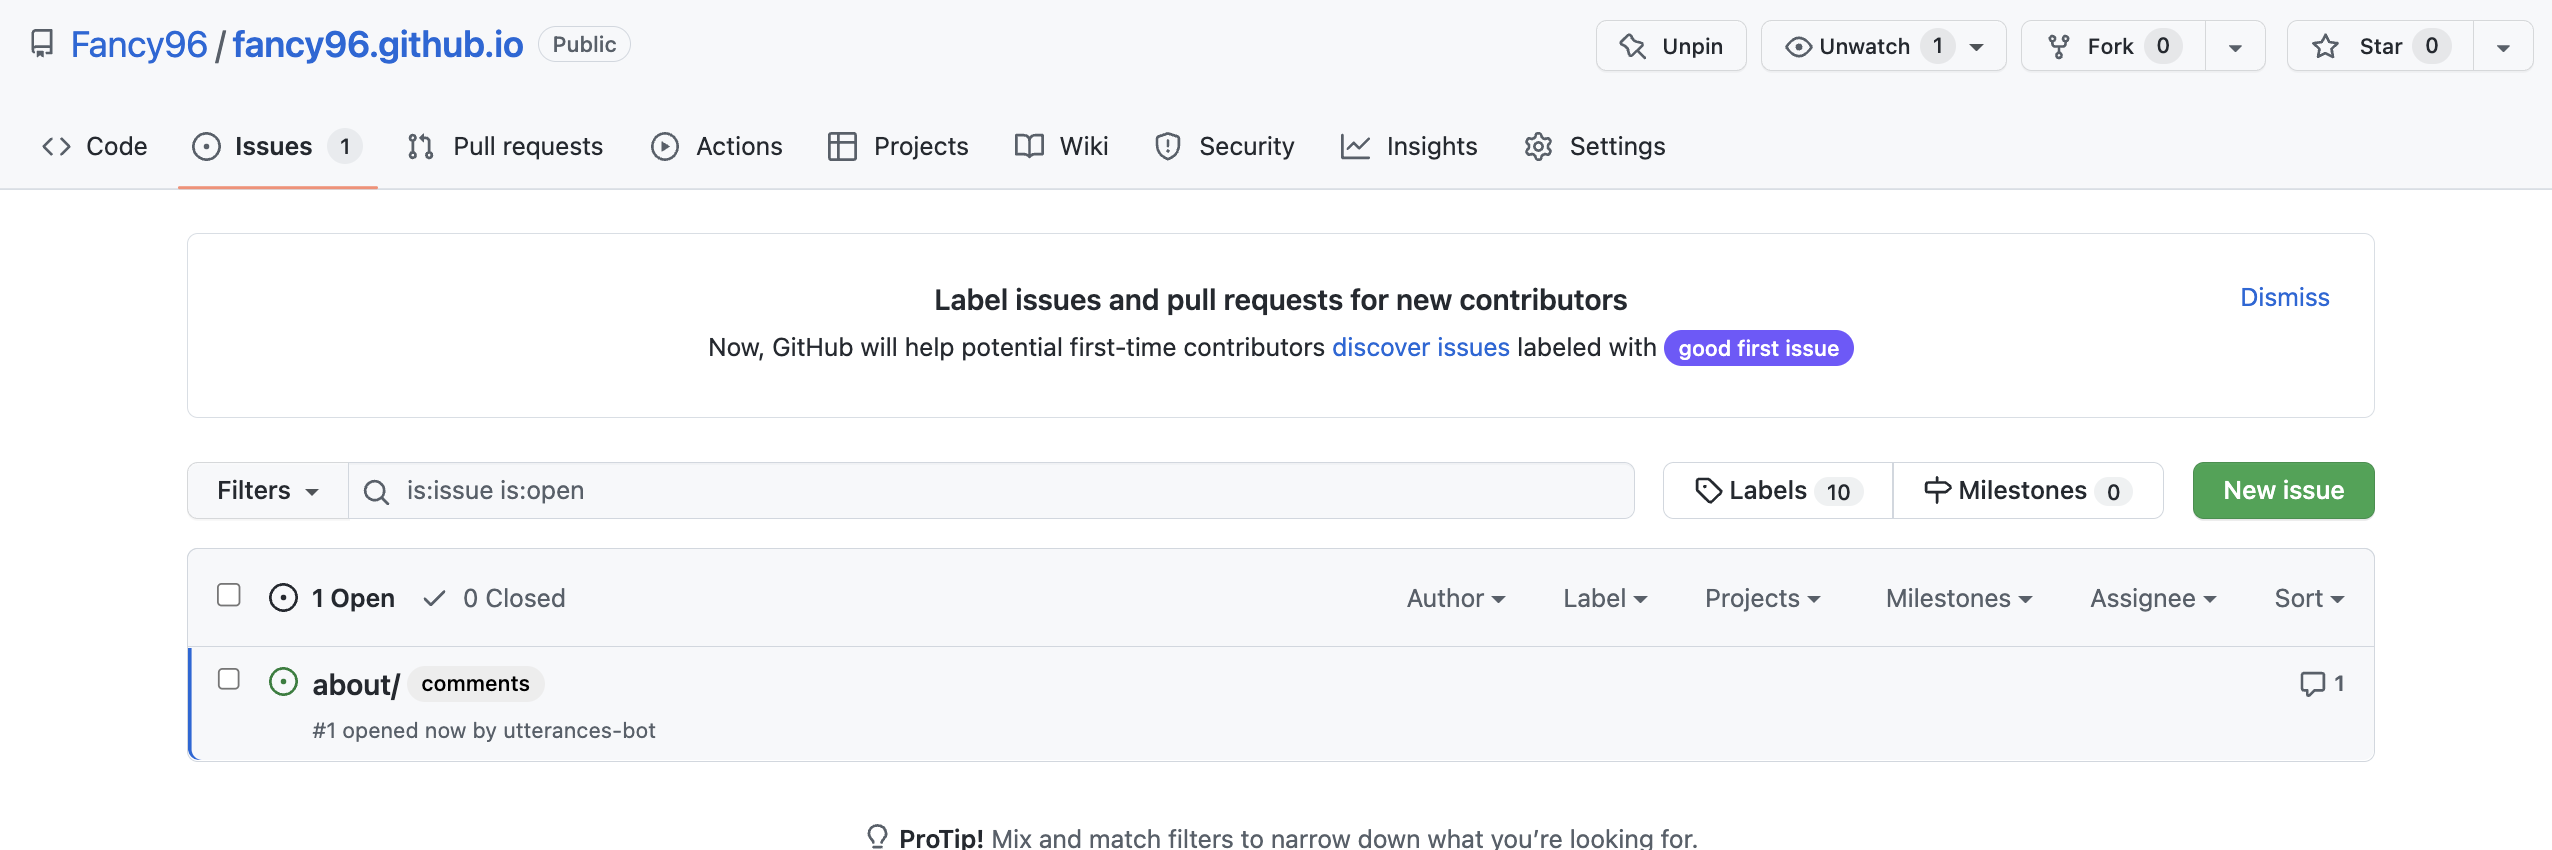 Fancy96 / fancy96.github.io Public Unpin Unwatch 1 Fork 0 Star 0
Code Issues 1 Pull requests Actions Projects Wiki Security Insights Settings
Label issues and pull requests for new contributors
Dismiss
Now, GitHub will help potential first-time contributors discover issues labeled with good first issue
Filters is:issue is:open Labels 10 Milestones 0 New issue
1 Open 0 Closed Author Label Projects Milestones Assignee Sort
about/ comments 1
#1 opened now by utterances-bot
ProTip! Mix and match filters to narrow down what you’re looking for.